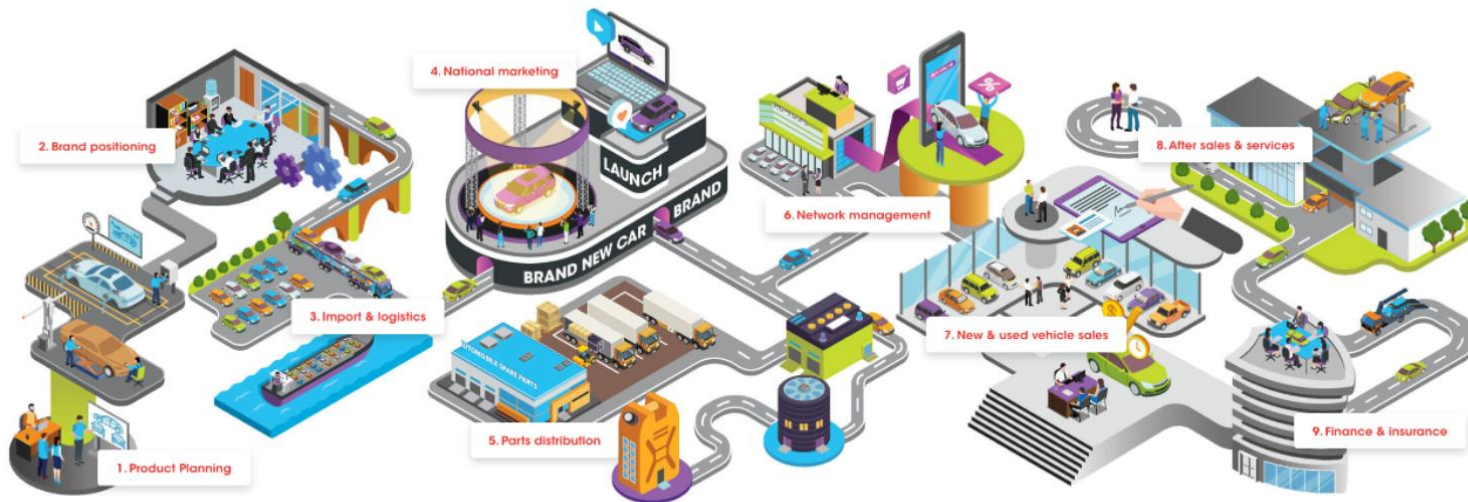 1. Product Planning
2. Brand positioning
3. Import & logistics
4. National marketing
LAUNCH
BRAND NEW CAR
BRAND
5. Parts distribution
AUTOMOBILE SPARE PARTS
6. Network management
%
7. New & used vehicle sales
$
8. After sales & services
9. Finance & insurance